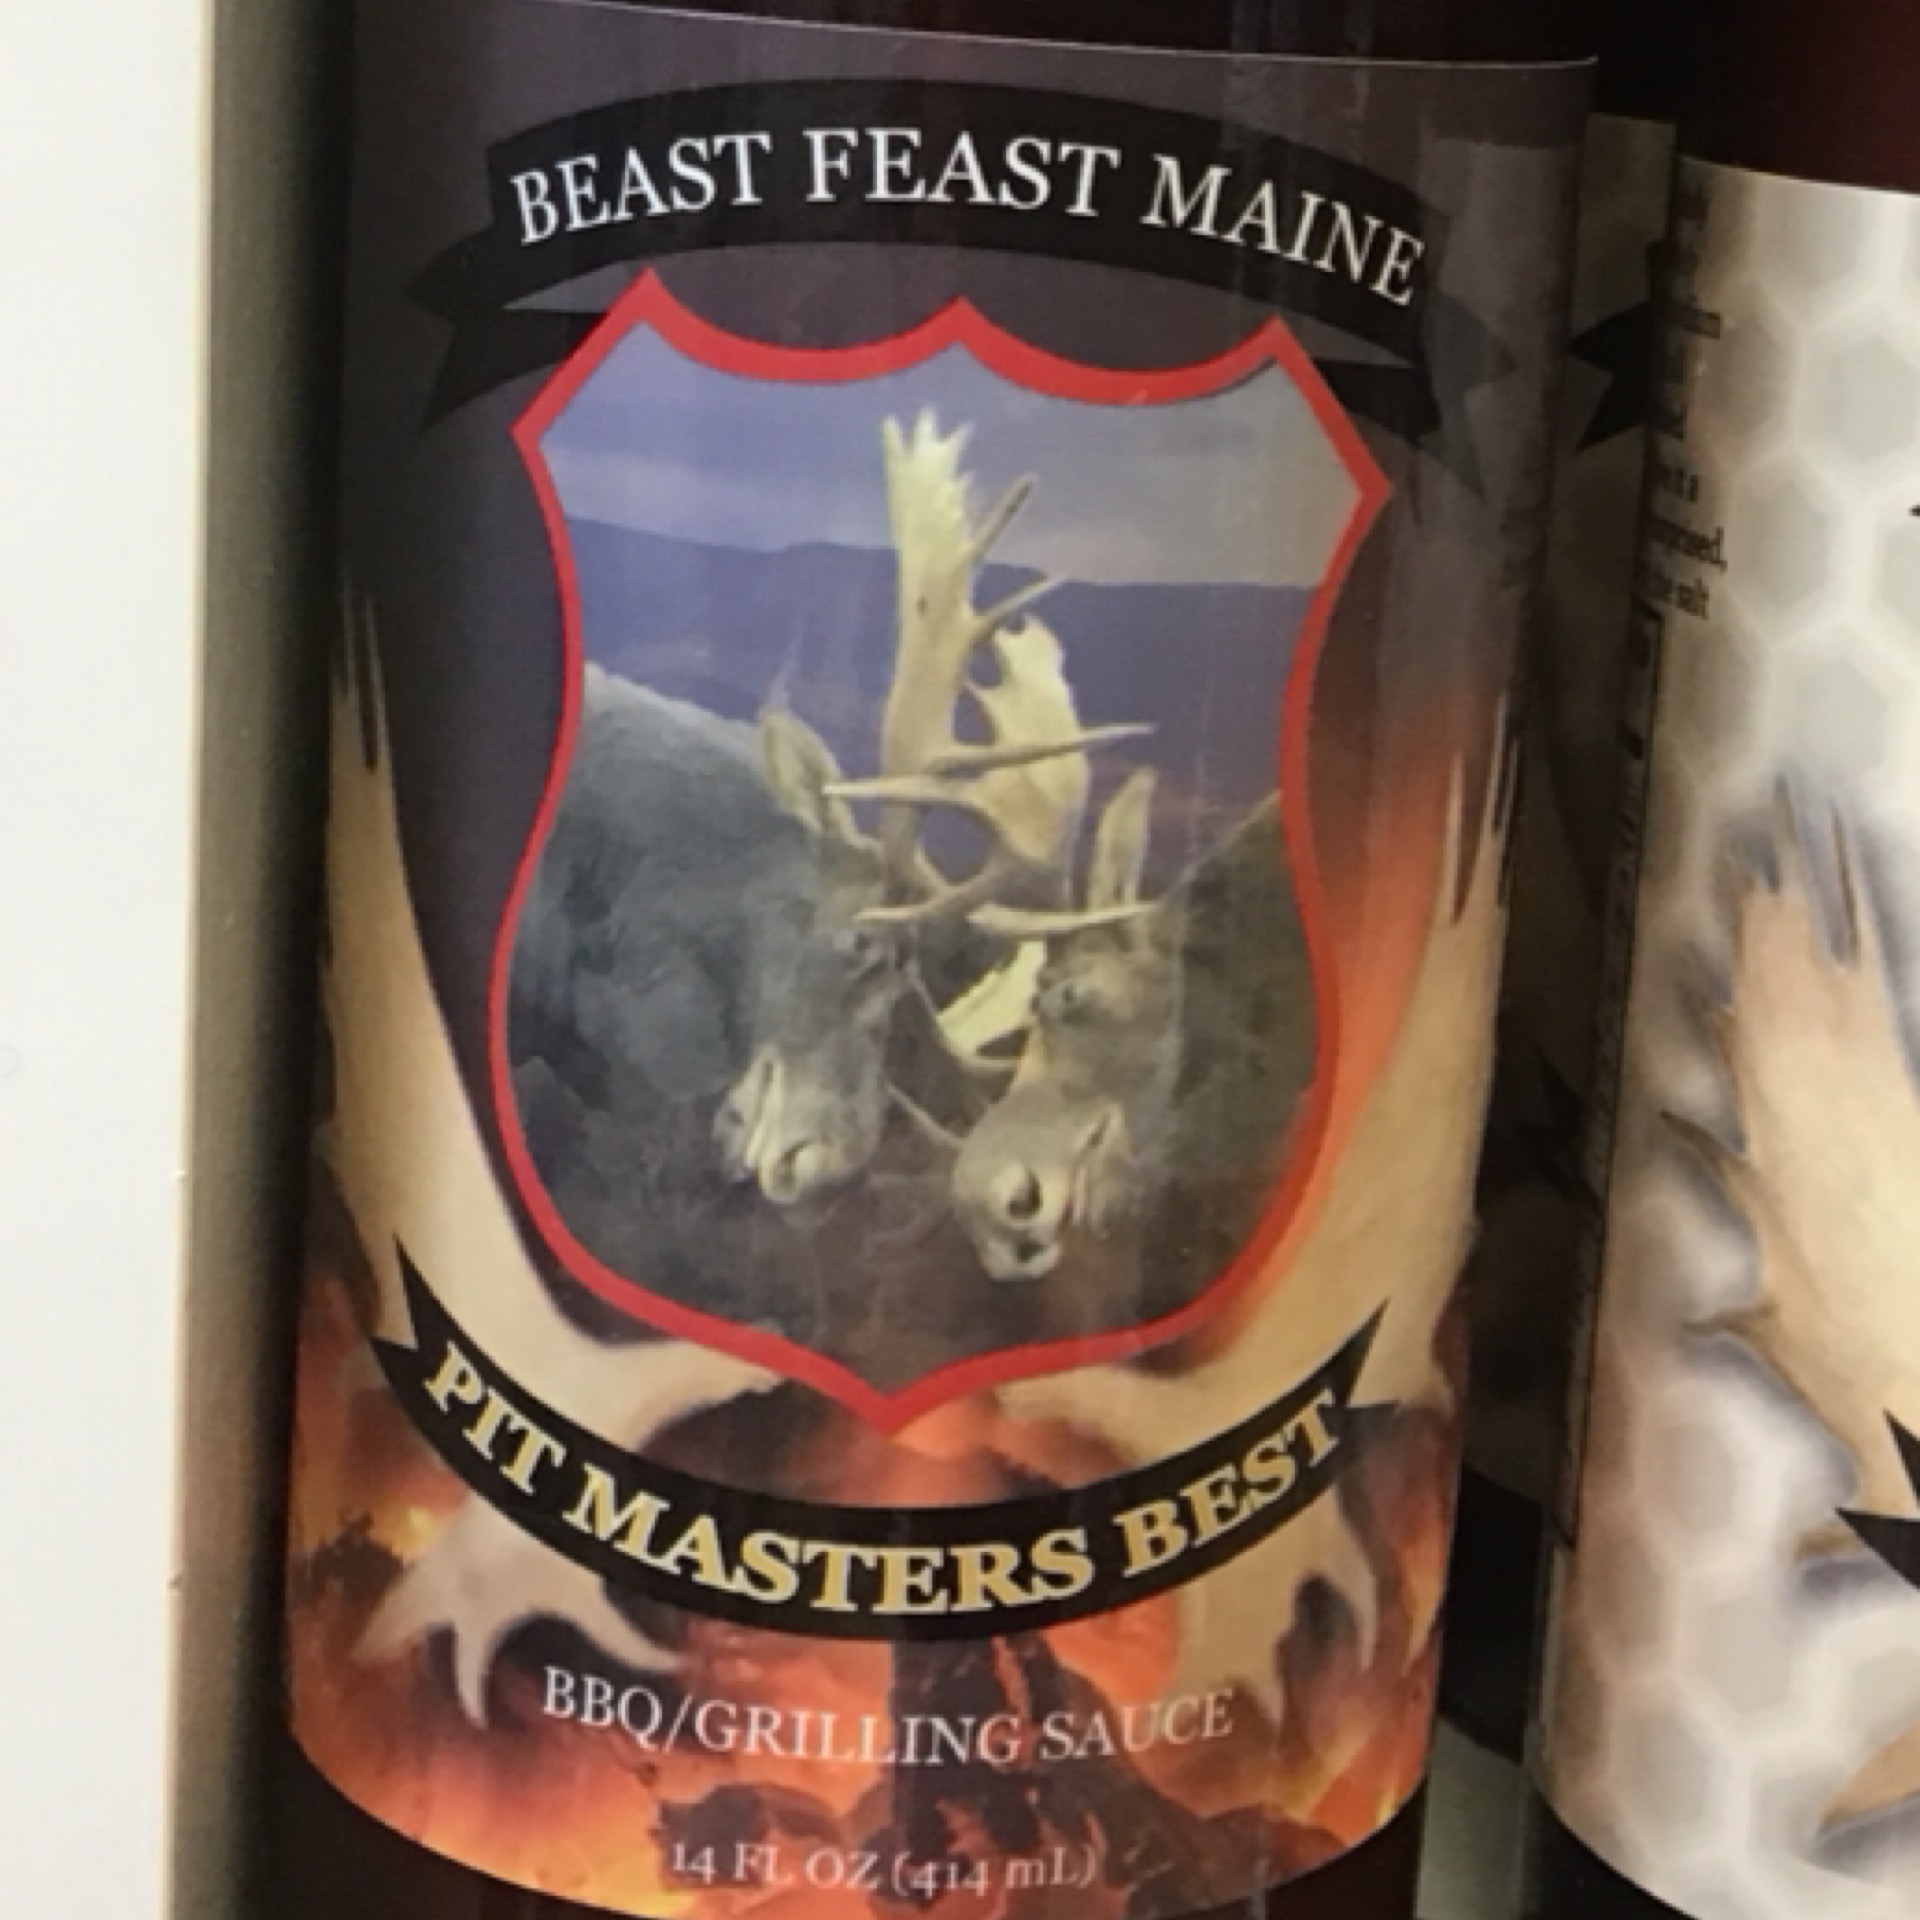 BEAST FEAST MAINE
PIT MASTERS BEST
BBQ/GRILLING SAUCE
14 FL OZ (414 mL)